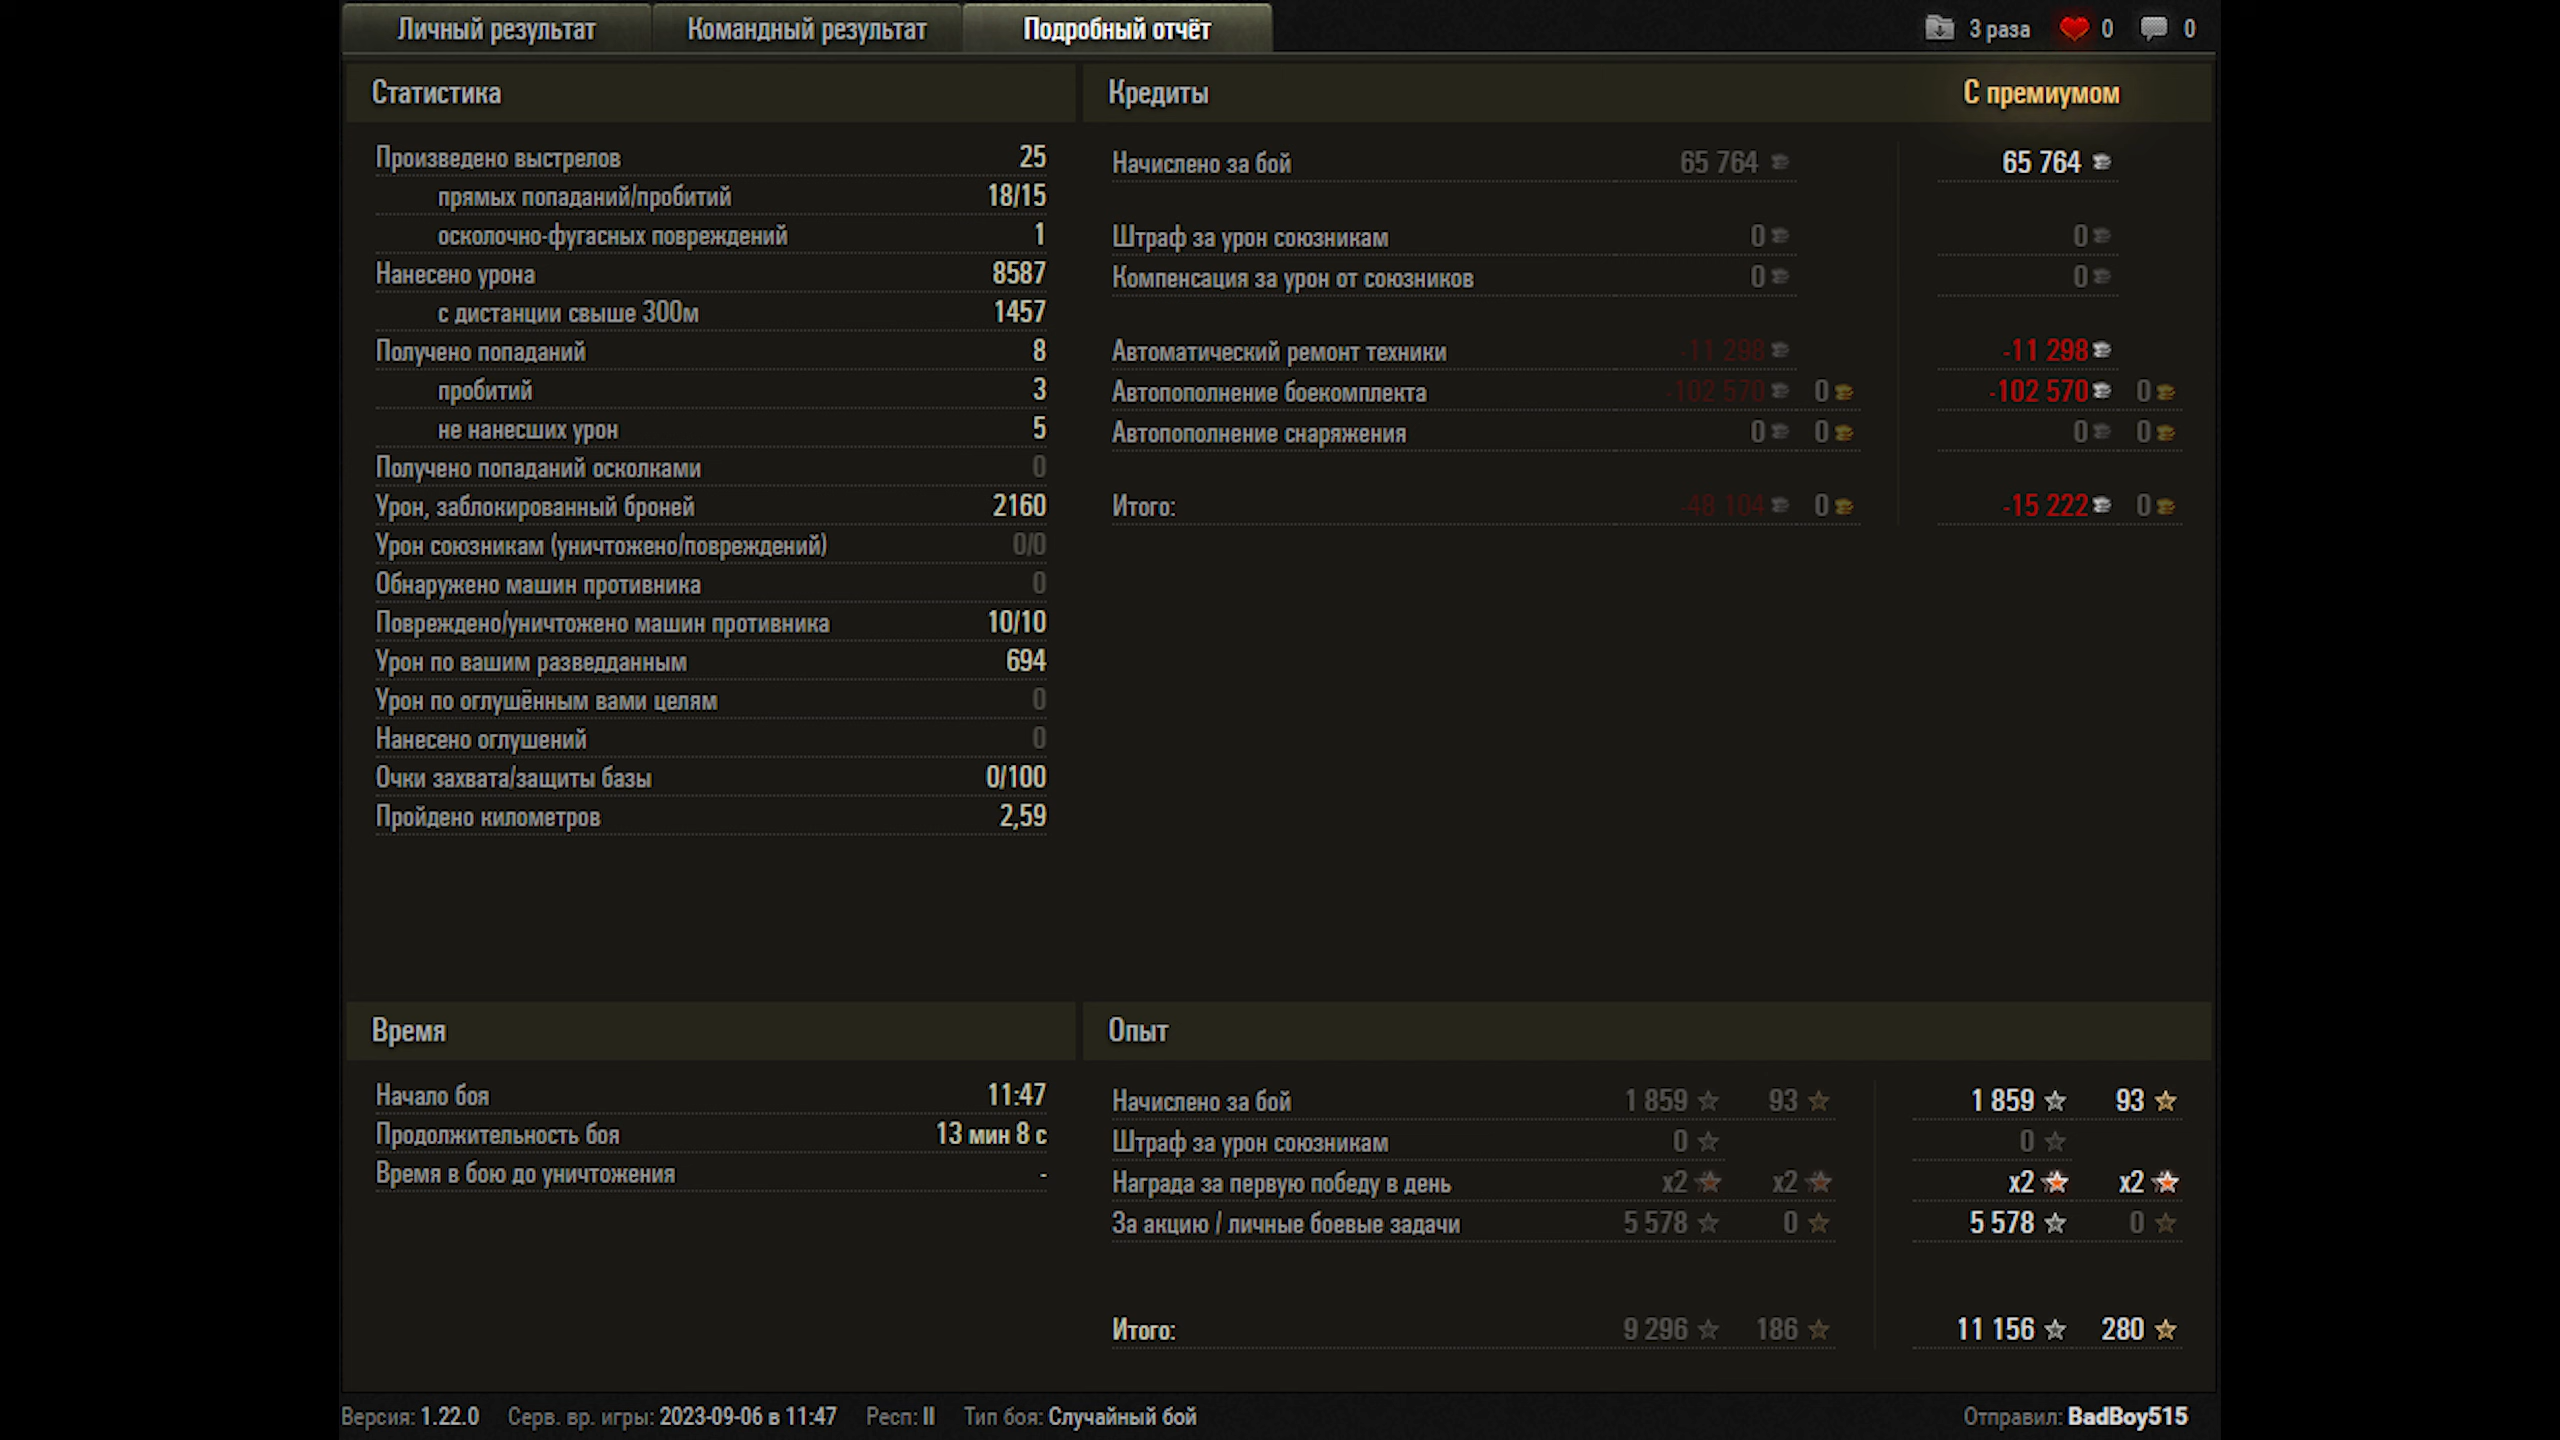 Личный результат Командный результат Подробный отчёт 3 раза 0 0
Статистика
Произведено выстрелов 25
прямых попаданий/пробитий 18/15
осколочно-фугасных повреждений 1
Нанесено урона 8587
с дистанции свыше 300м 1457
Получено попаданий 8
пробитий 3
не нанесших урон 5
Получено попаданий осколками 0
Урон, заблокированный броней 2160
Урон союзникам (уничтожено/повреждений) 0/0
Обнаружено машин противника 0
Повреждено/уничтожено машин противника 10/10
Урон по вашим разведданным 694
Урон по оглушённым вами целям 0
Нанесено оглушений 0
Очки захвата/защиты базы 0/100
Пройдено километров 2,59
Кредиты С премиумом
Начислено за бой 65 764 65 764
Штраф за урон союзникам 0 0
Компенсация за урон от союзников 0 0
Автоматический ремонт техники -11 298 -11 298
Автопополнение боекомплекта -102 570 0 -102 570 0
Автопополнение снаряжения 0 0 0 0
Итого: -48 104 0 -15 222 0
Время
Начало боя 11:47
Продолжительность боя 13 мин 8 с
Время в бою до уничтожения -
Опыт
Начислено за бой 1 859 93 1 859 93
Штраф за урон союзникам 0 0
Награда за первую победу в день x2 x2 x2 x2
За акцию / личные боевые задачи 5 578 0 5 578 0
Итого: 9 296 186 11 156 280
Версия: 1.22.0 Серв. вр. игры: 2023-09-06 в 11:47 Респ: II Тип боя: Случайный бой Отправил: BadBoy515